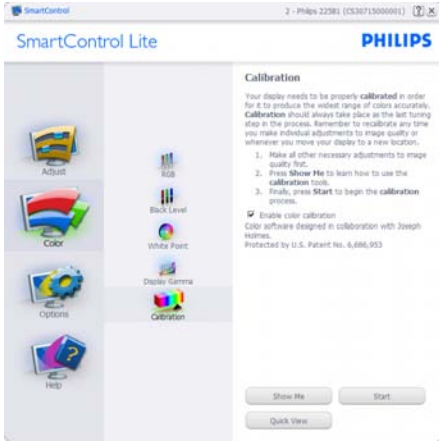 SmartControl
2 - Philips 225B1 (CS30715000001)
SmartControl Lite
PHILIPS
Adjust
Color
Options
Help
RGB
Black Level
White Point
Display Gamma
Calibration
Calibration
Your display needs to be properly calibrated in order
for it to produce the widest range of colors accurately.
Calibration should always take place as the last tuning
step in the process. Remember to recalibrate any time
you make individual adjustments to image quality or
whenever you move your display to a new location.
1. Make all other necessary adjustments to image
quality first.
2. Press Show Me to learn how to use the
calibration tools.
3. Finally, press Start to begin the calibration
process.
Enable color calibration
Color software designed in collaboration with Joseph
Holmes.
Protected by U.S. Patent No. 6,686,953
Show Me
Start
Quick View